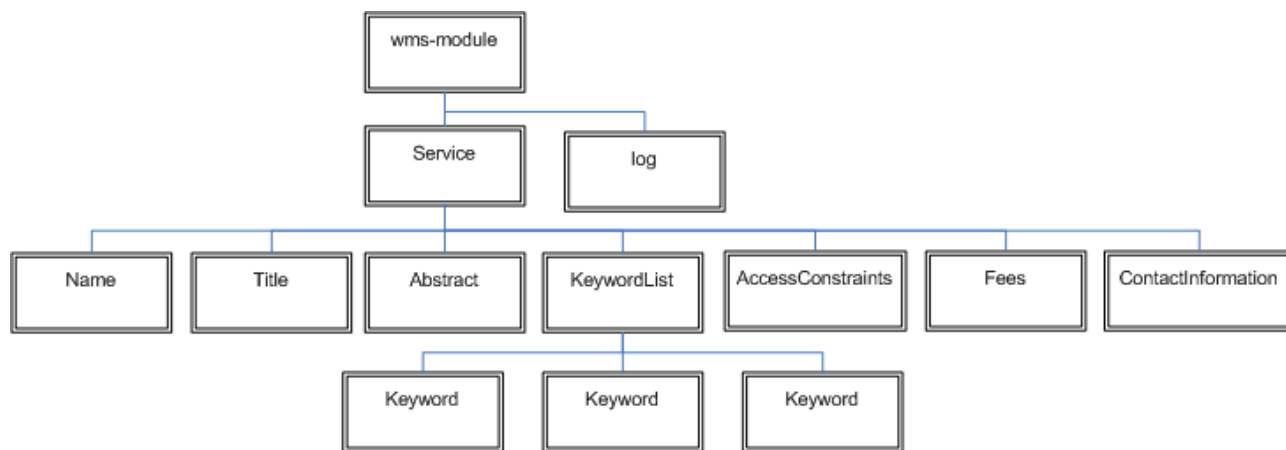 wms-module
Service
log
Name
Title
Abstract
KeywordList
AccessConstraints
Fees
ContactInformation
Keyword
Keyword
Keyword